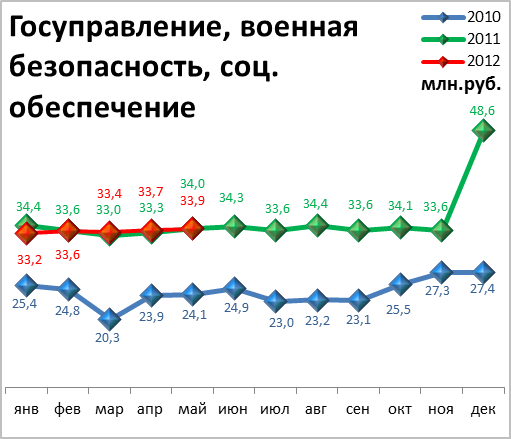 Госуправление, военная
безопасность, соц.
обеспечение
2010
2011
2012
млн.руб.
48,6
34,4 33,6 33,4 33,0 33,7 33,3 34,0 33,9 34,3 33,6 34,4 33,6 34,1 33,6
33,2 33,6
25,4 24,8 20,3 23,9 24,1 24,9 23,0 23,2 23,1 25,5 27,3 27,4
янв фев мар апр май июн июл авг сен окт ноя дек